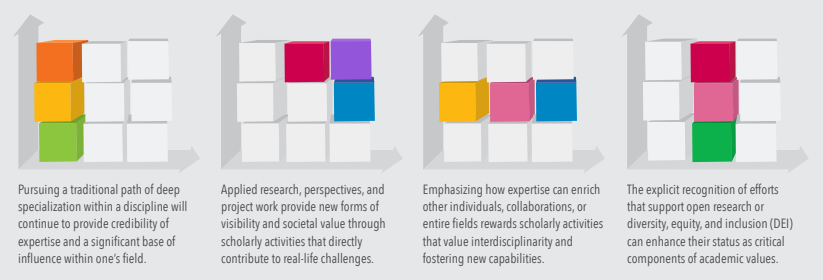 Pursuing a traditional path of deep
specialization within a discipline will
continue to provide credibility of
expertise and a significant base of
influence within one's field.
Applied research, perspectives, and
project work provide new forms of
visibility and societal value through
scholarly activities that directly
contribute to real-life challenges.
Emphasizing how expertise can enrich
other individuals, collaborations, or
entire fields rewards scholarly activities
that value interdisciplinarity and
fostering new capabilities.
The explicit recognition of efforts
that support open research or
diversity, equity, and inclusion (DEI)
can enhance their status as critical
components of academic values.